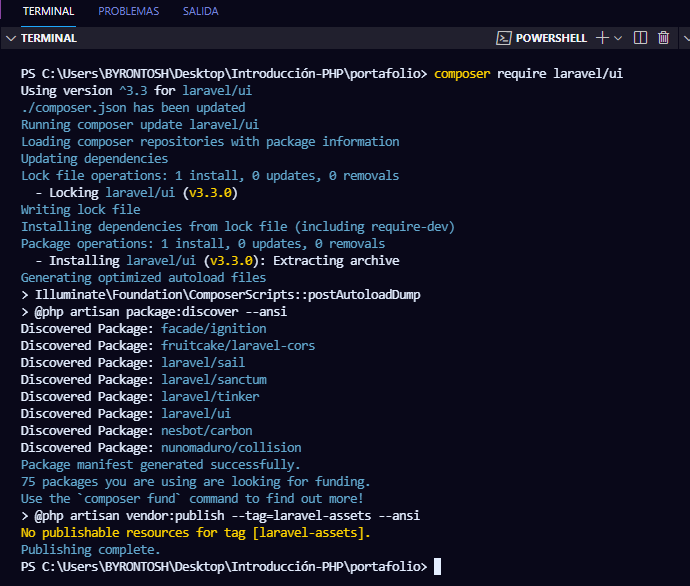 TERMINAL PROBLEMAS SALIDA
TERMINAL POWERSHELL
PS C:\Users\BYRONTOSH\Desktop\Introducción-PHP\portafolio> composer require laravel/ui
Using version ^3.3 for laravel/ui
./composer.json has been updated
Running composer update laravel/ui
Loading composer repositories with package information
Updating dependencies
Lock file operations: 1 install, 0 updates, 0 removals
  - Locking laravel/ui (v3.3.0)
Writing lock file
Installing dependencies from lock file (including require-dev)
Package operations: 1 install, 0 updates, 0 removals
  - Installing laravel/ui (v3.3.0): Extracting archive
Generating optimized autoload files
> Illuminate\Foundation\ComposerScripts::postAutoloadDump
> @php artisan package:discover --ansi
Discovered Package: facade/ignition
Discovered Package: fruitcake/laravel-cors
Discovered Package: laravel/sail
Discovered Package: laravel/sanctum
Discovered Package: laravel/tinker
Discovered Package: laravel/ui
Discovered Package: nesbot/carbon
Discovered Package: nunomaduro/collision
Package manifest generated successfully.
75 packages you are using are looking for funding.
Use the `composer fund` command to find out more!
> @php artisan vendor:publish --tag=laravel-assets --ansi
No publishable resources for tag [laravel-assets].
Publishing complete.
PS C:\Users\BYRONTOSH\Desktop\Introducción-PHP\portafolio>